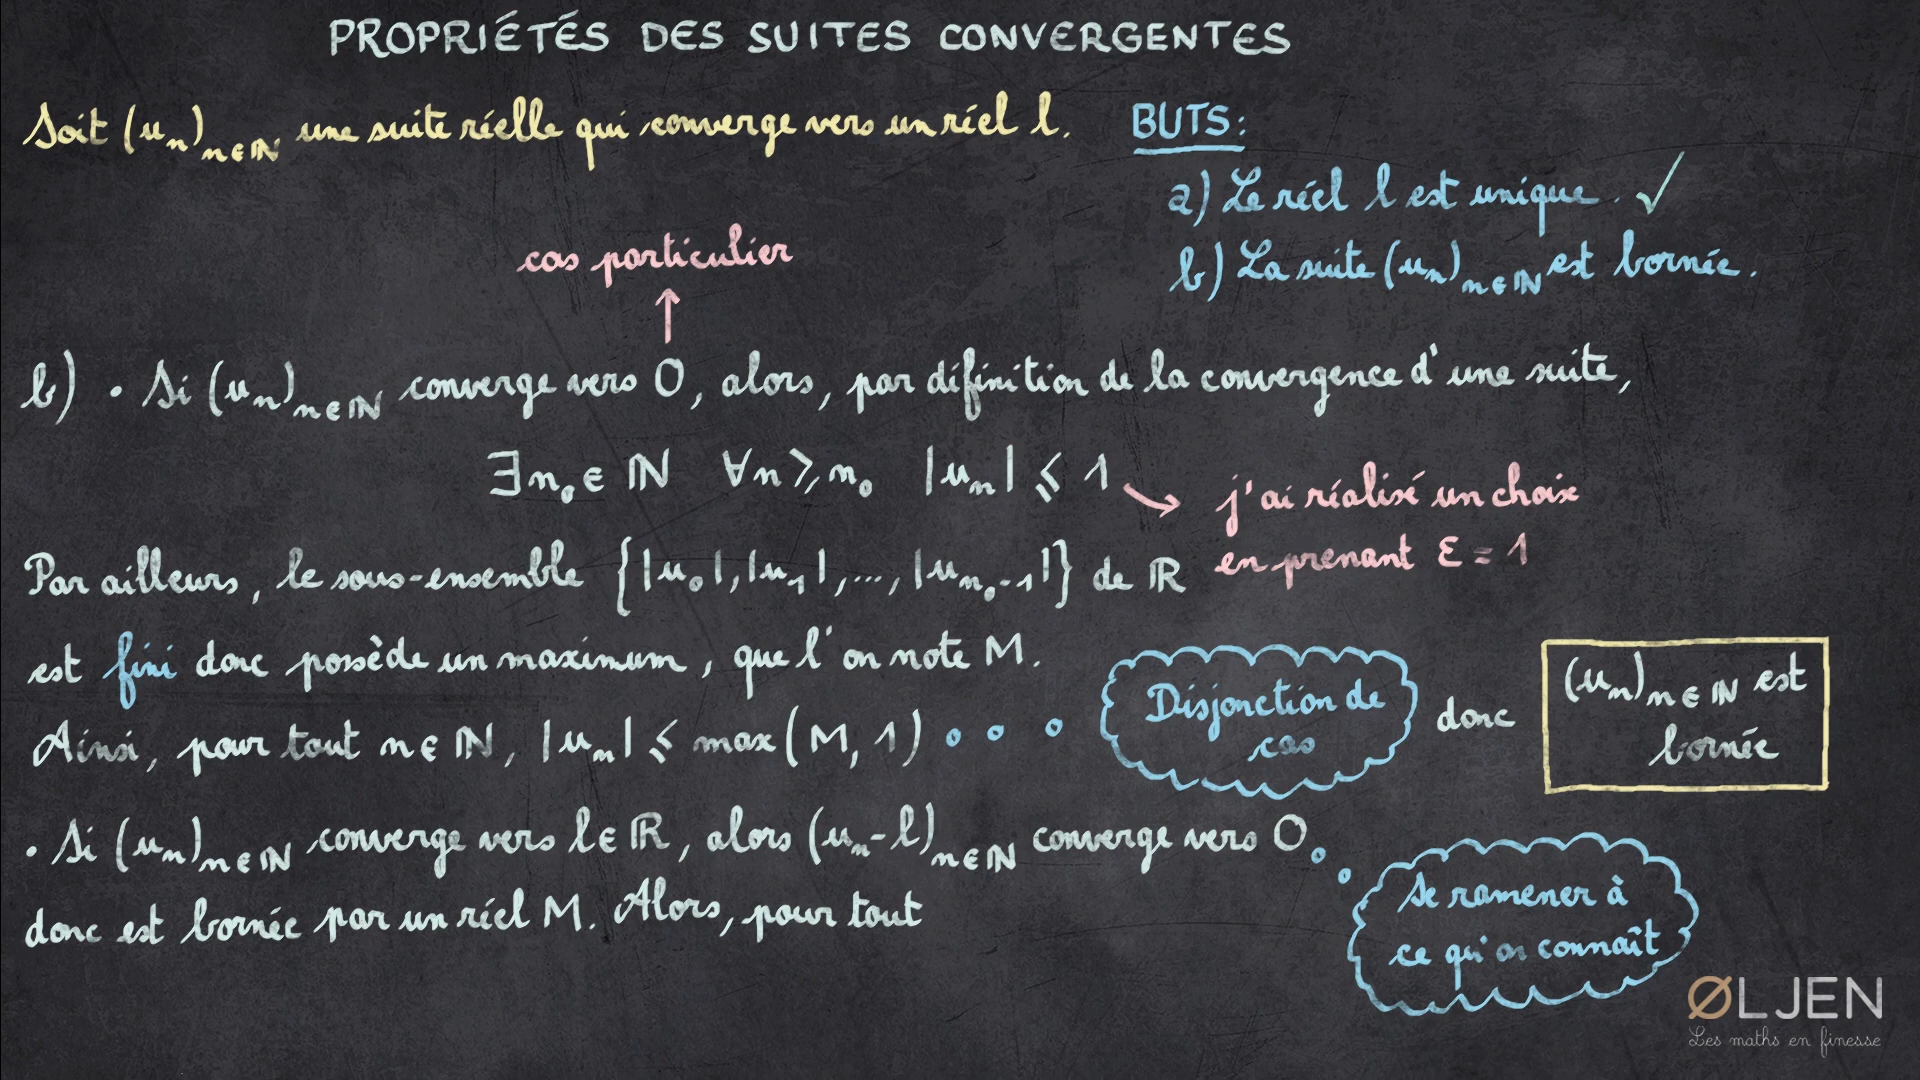 PROPRIÉTÉS DES SUITES CONVERGENTES
Soit (uₙ)ₙ∈ℕ une suite réelle qui converge vers un réel l.
BUTS:
a) Le réel l est unique. ✓
b) La suite (uₙ)ₙ∈ℕ est bornée.
cas particulier
↑
b) • Si (uₙ)ₙ∈ℕ converge vers 0, alors, par définition de la convergence d'une suite,
∃n₀∈ℕ ∀n⩾n₀ |uₙ| ⩽ 1
→ j'ai réalisé un choix
en prenant ε = 1
Par ailleurs, le sous-ensemble {|u₀|,|u₁|,...,|uₙ₀₋₁|} de ℝ
est fini donc possède un maximum, que l'on note M.
Ainsi, pour tout n∈ℕ, |uₙ| ⩽ max(M, 1)
Disjonction de
cas
donc
(uₙ)ₙ∈ℕ est
bornée
• Si (uₙ)ₙ∈ℕ converge vers l∈ℝ, alors (uₙ-l)ₙ∈ℕ converge vers 0
donc est bornée par un réel M. Alors, pour tout
Se ramener à
ce qu'on connaît
ØLJEN
Les maths en finesse